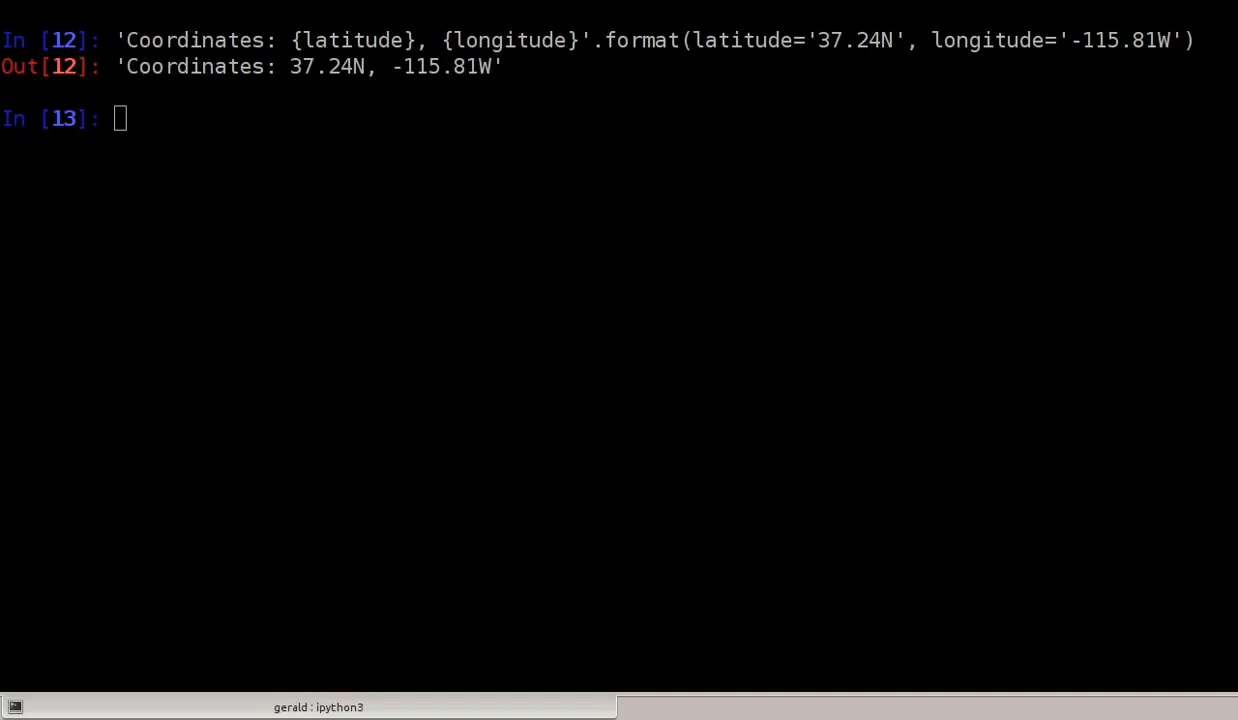 In [12]: 'Coordinates: {latitude}, {longitude}'.format(latitude='37.24N', longitude='-115.81W')
Out[12]: 'Coordinates: 37.24N, -115.81W'
In [13]:
gerald : ipython3